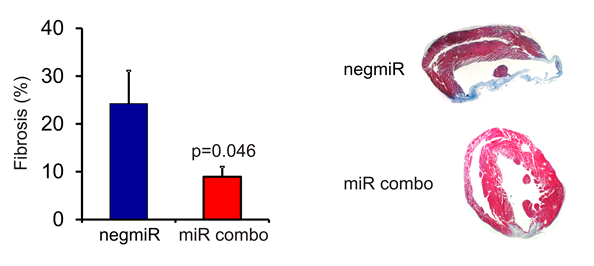 Fibrosis (%)
40
30
20
10
0
p=0.046
negmiR
miR combo
negmiR
miR combo